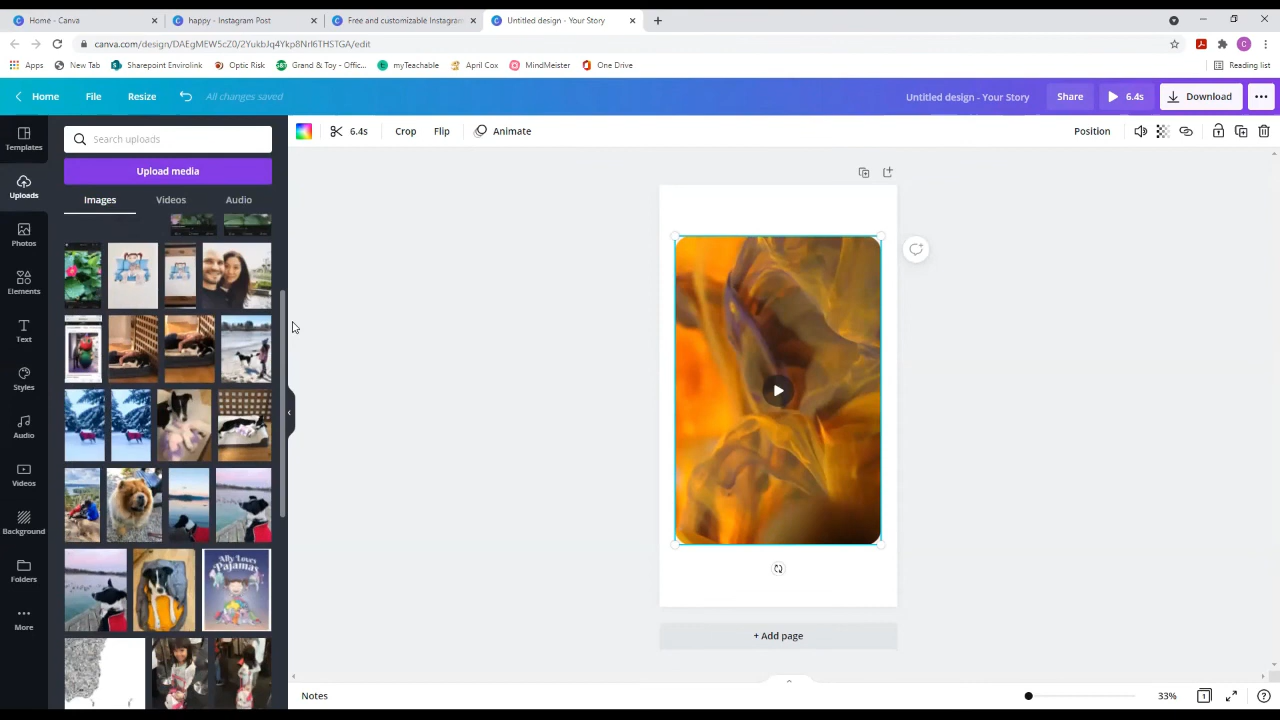 Home - Canva
happy - Instagram Post
Free and customizable Instagram
Untitled design - Your Story
canva.com/design/DAEgMEW5cZ0/2YukbJq4Ykp8NrI6THSTGA/edit
Apps
New Tab
Sharepoint Envirolink
Optic Risk
Grand & Toy - Offic...
myTeachable
April Cox
MindMeister
One Drive
Reading list
Home
File
Resize
All changes saved
Untitled design - Your Story
Share
6.4s
Download
Templates
Search uploads
6.4s
Crop
Flip
Animate
Position
Upload media
Uploads
Images
Videos
Audio
Photos
Elements
Text
Styles
Audio
Videos
Background
Folders
More
Ally Loves
Pajamas
+ Add page
Notes
33%
1